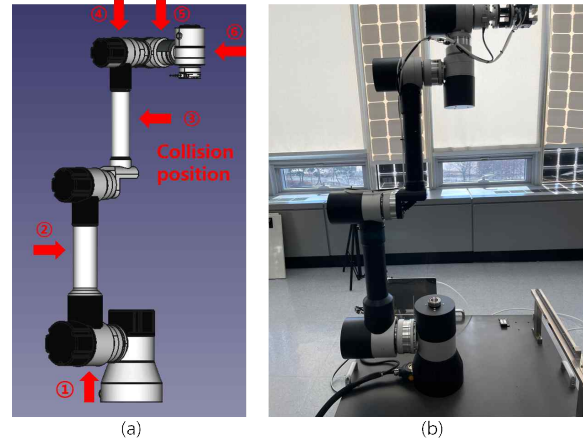 ④ ⑤
⑥
③
Collision
position
②
①
(a) (b)